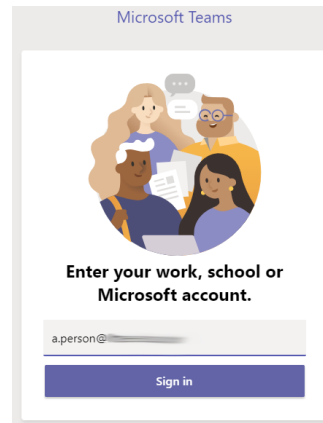 Microsoft Teams
Enter your work, school or
Microsoft account.
a.person@
Sign in